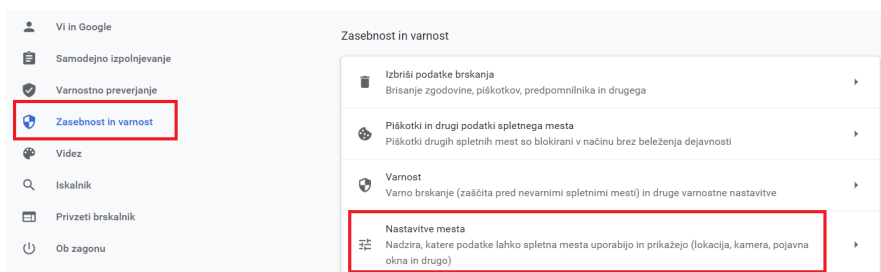 Vi in Google
Samodejno izpolnjevanje
Varnostno preverjanje
Zasebnost in varnost
Videz
Iskalnik
Privzeti brskalnik
Ob zagonu
Zasebnost in varnost
Izbriši podatke brskanja
Brisanje zgodovine, piškotkov, predpomnilnika in drugega
Piškotki in drugi podatki spletnega mesta
Piškotki drugih spletnih mest so blokirani v načinu brez beleženja dejavnosti
Varnost
Varno brskanje (zaščita pred nevarnimi spletnimi mesti) in druge varnostne nastavitve
Nastavitve mesta
Nadzira, katere podatke lahko spletna mesta uporabijo in prikažejo (lokacija, kamera, pojavna
okna in drugo)